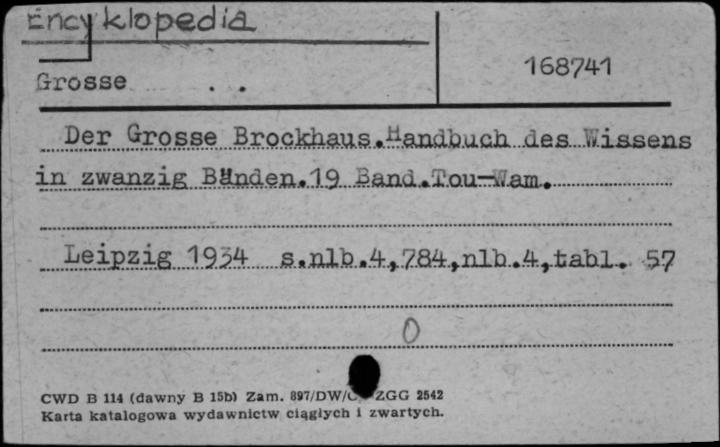 Encyklopedia
168741
Grosse . .
Der Grosse Brockhaus.Handbuch des Wissens
in zwanzig Bänden.19 Band.Tou-Wam.
Leipzig 1934 s.nlb.4,784,nlb.4,tabl. 57
0
CWD B 114 (dawny B 15b) Zam. 897/DW/C ZGG 2542
Karta katalogowa wydawnictw ciągłych i zwartych.